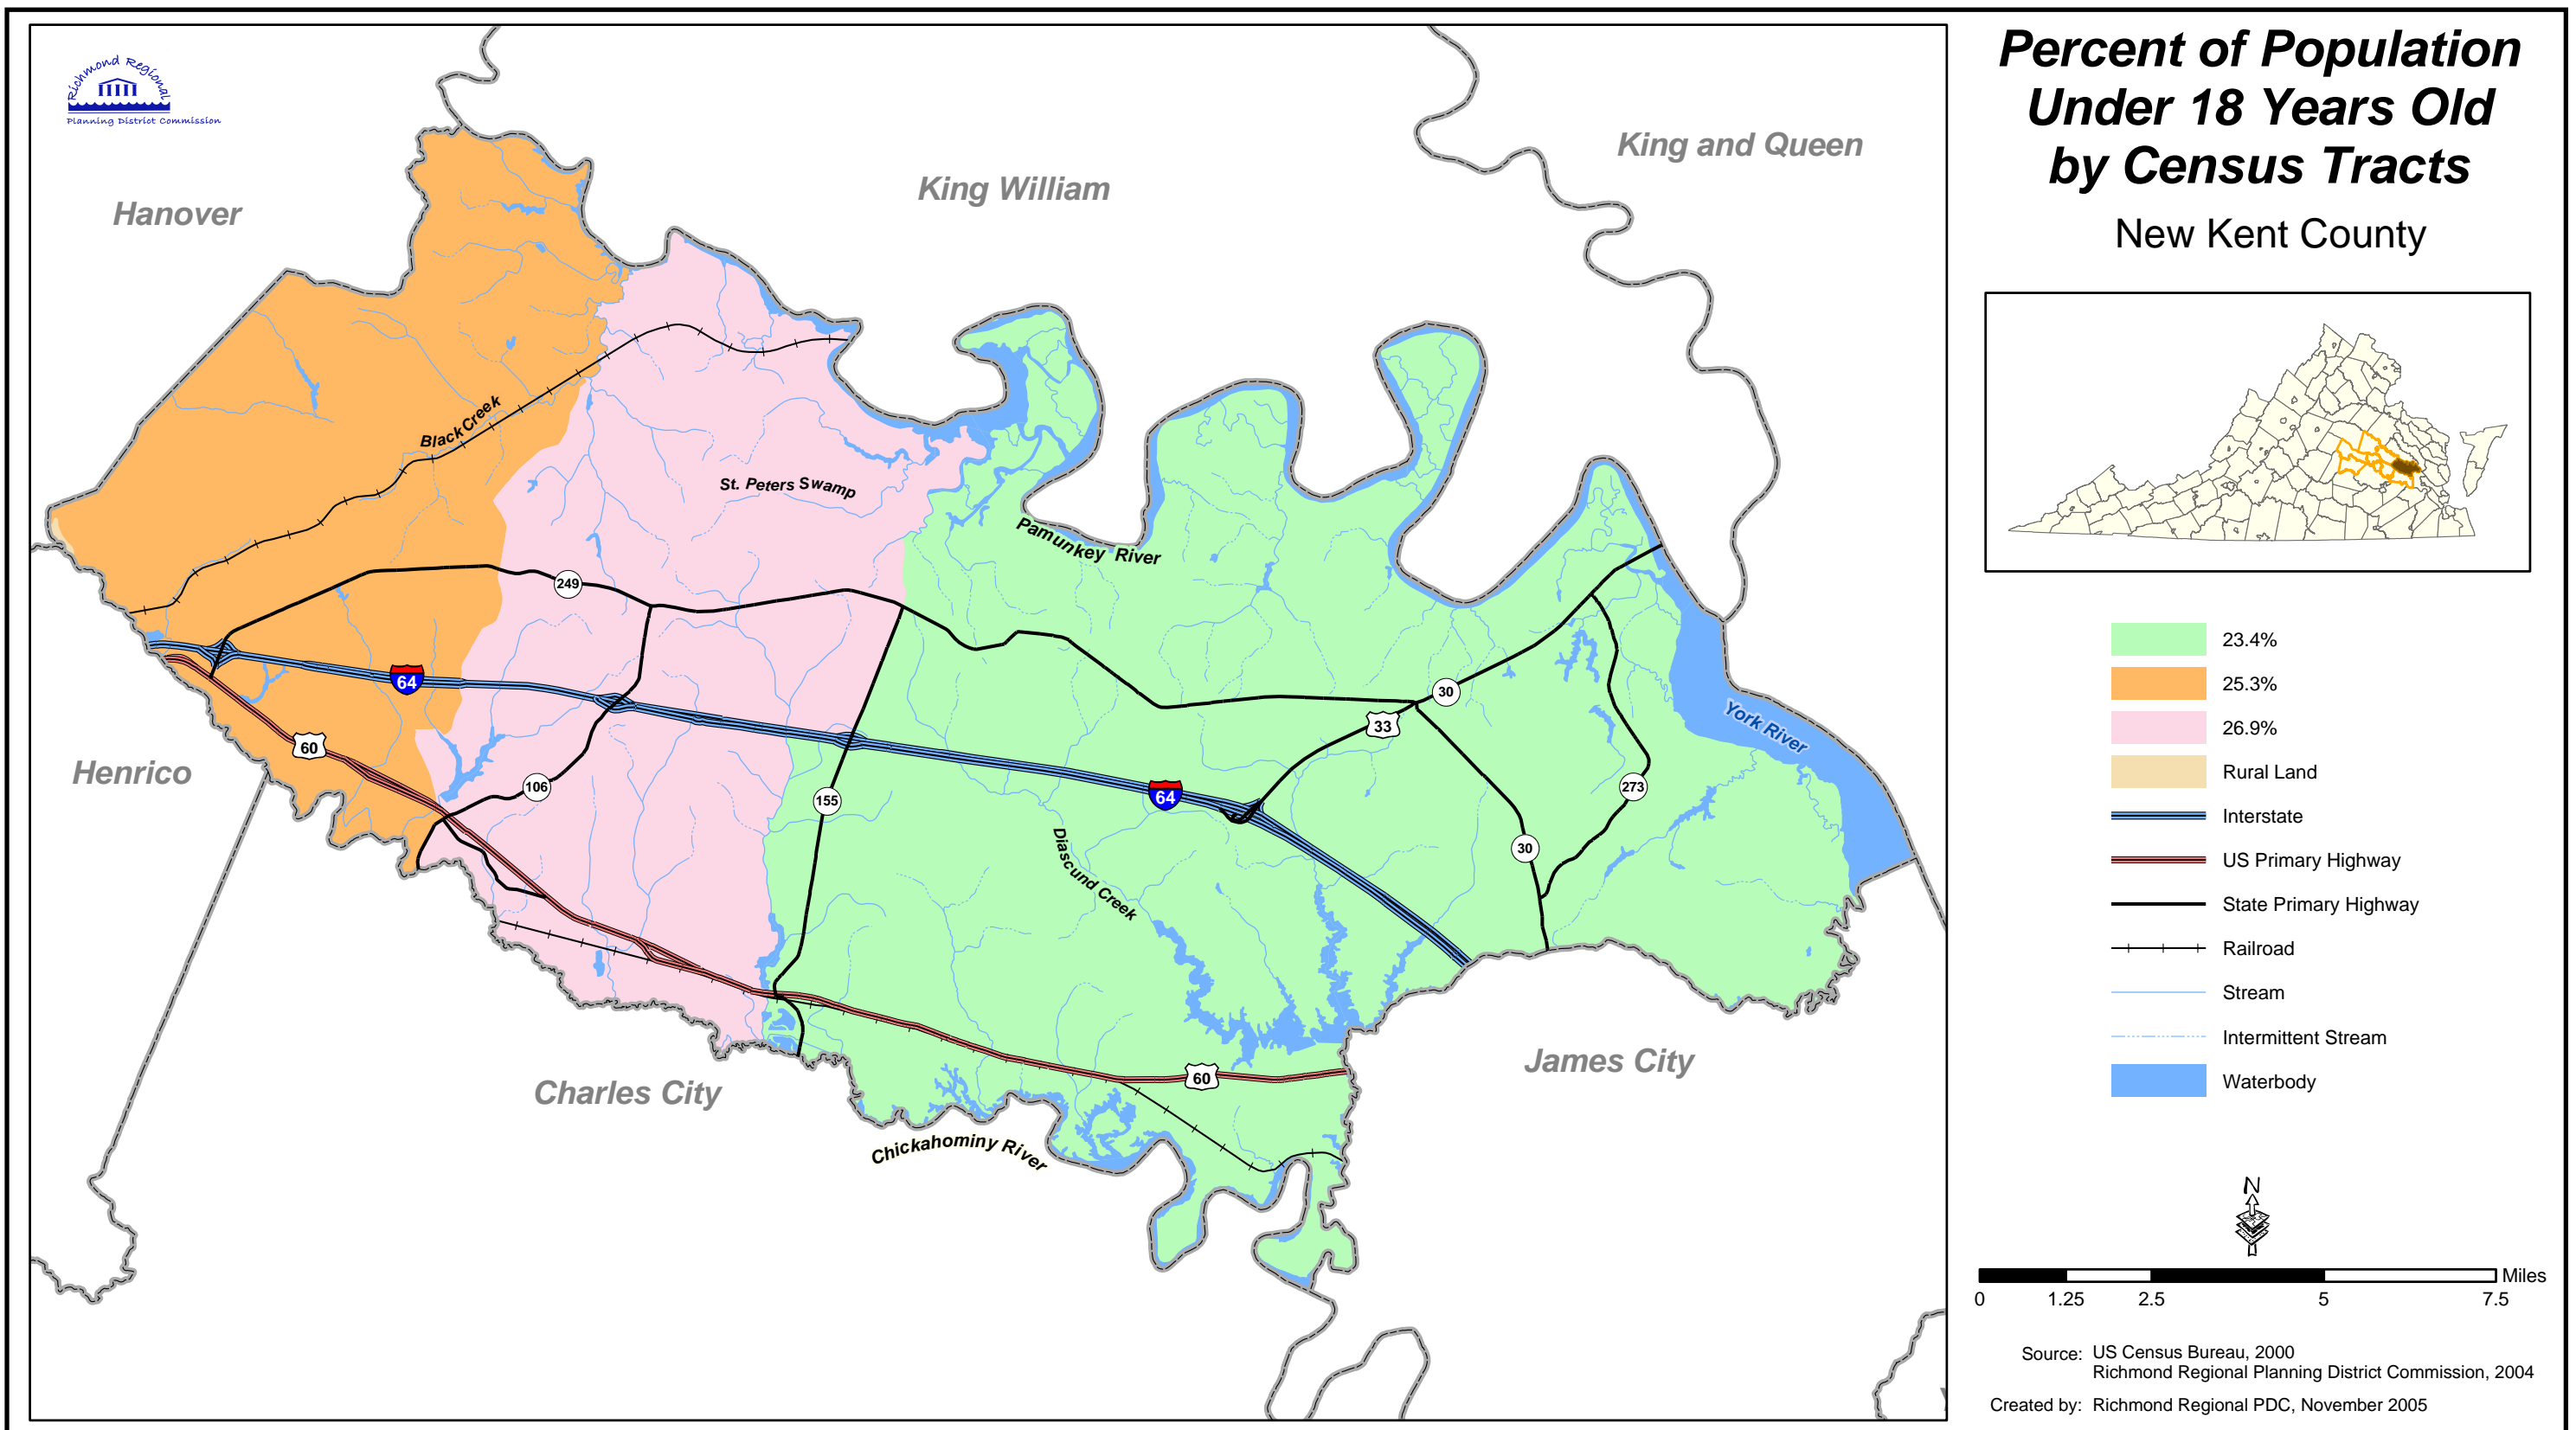 Percent of Population
Under 18 Years Old
by Census Tracts
New Kent County
Richmond Regional
Planning District Commission
Hanover
King William
King and Queen
Henrico
Charles City
James City
Black Creek
St. Peters Swamp
Pamunkey River
York River
Diascund Creek
Chickahominy River
249
64
60
106
155
64
33
30
273
30
60
23.4%
25.3%
26.9%
Rural Land
Interstate
US Primary Highway
State Primary Highway
Railroad
Stream
Intermittent Stream
Waterbody
N
Miles
0 1.25 2.5 5 7.5
Source: US Census Bureau, 2000
Richmond Regional Planning District Commission, 2004
Created by: Richmond Regional PDC, November 2005